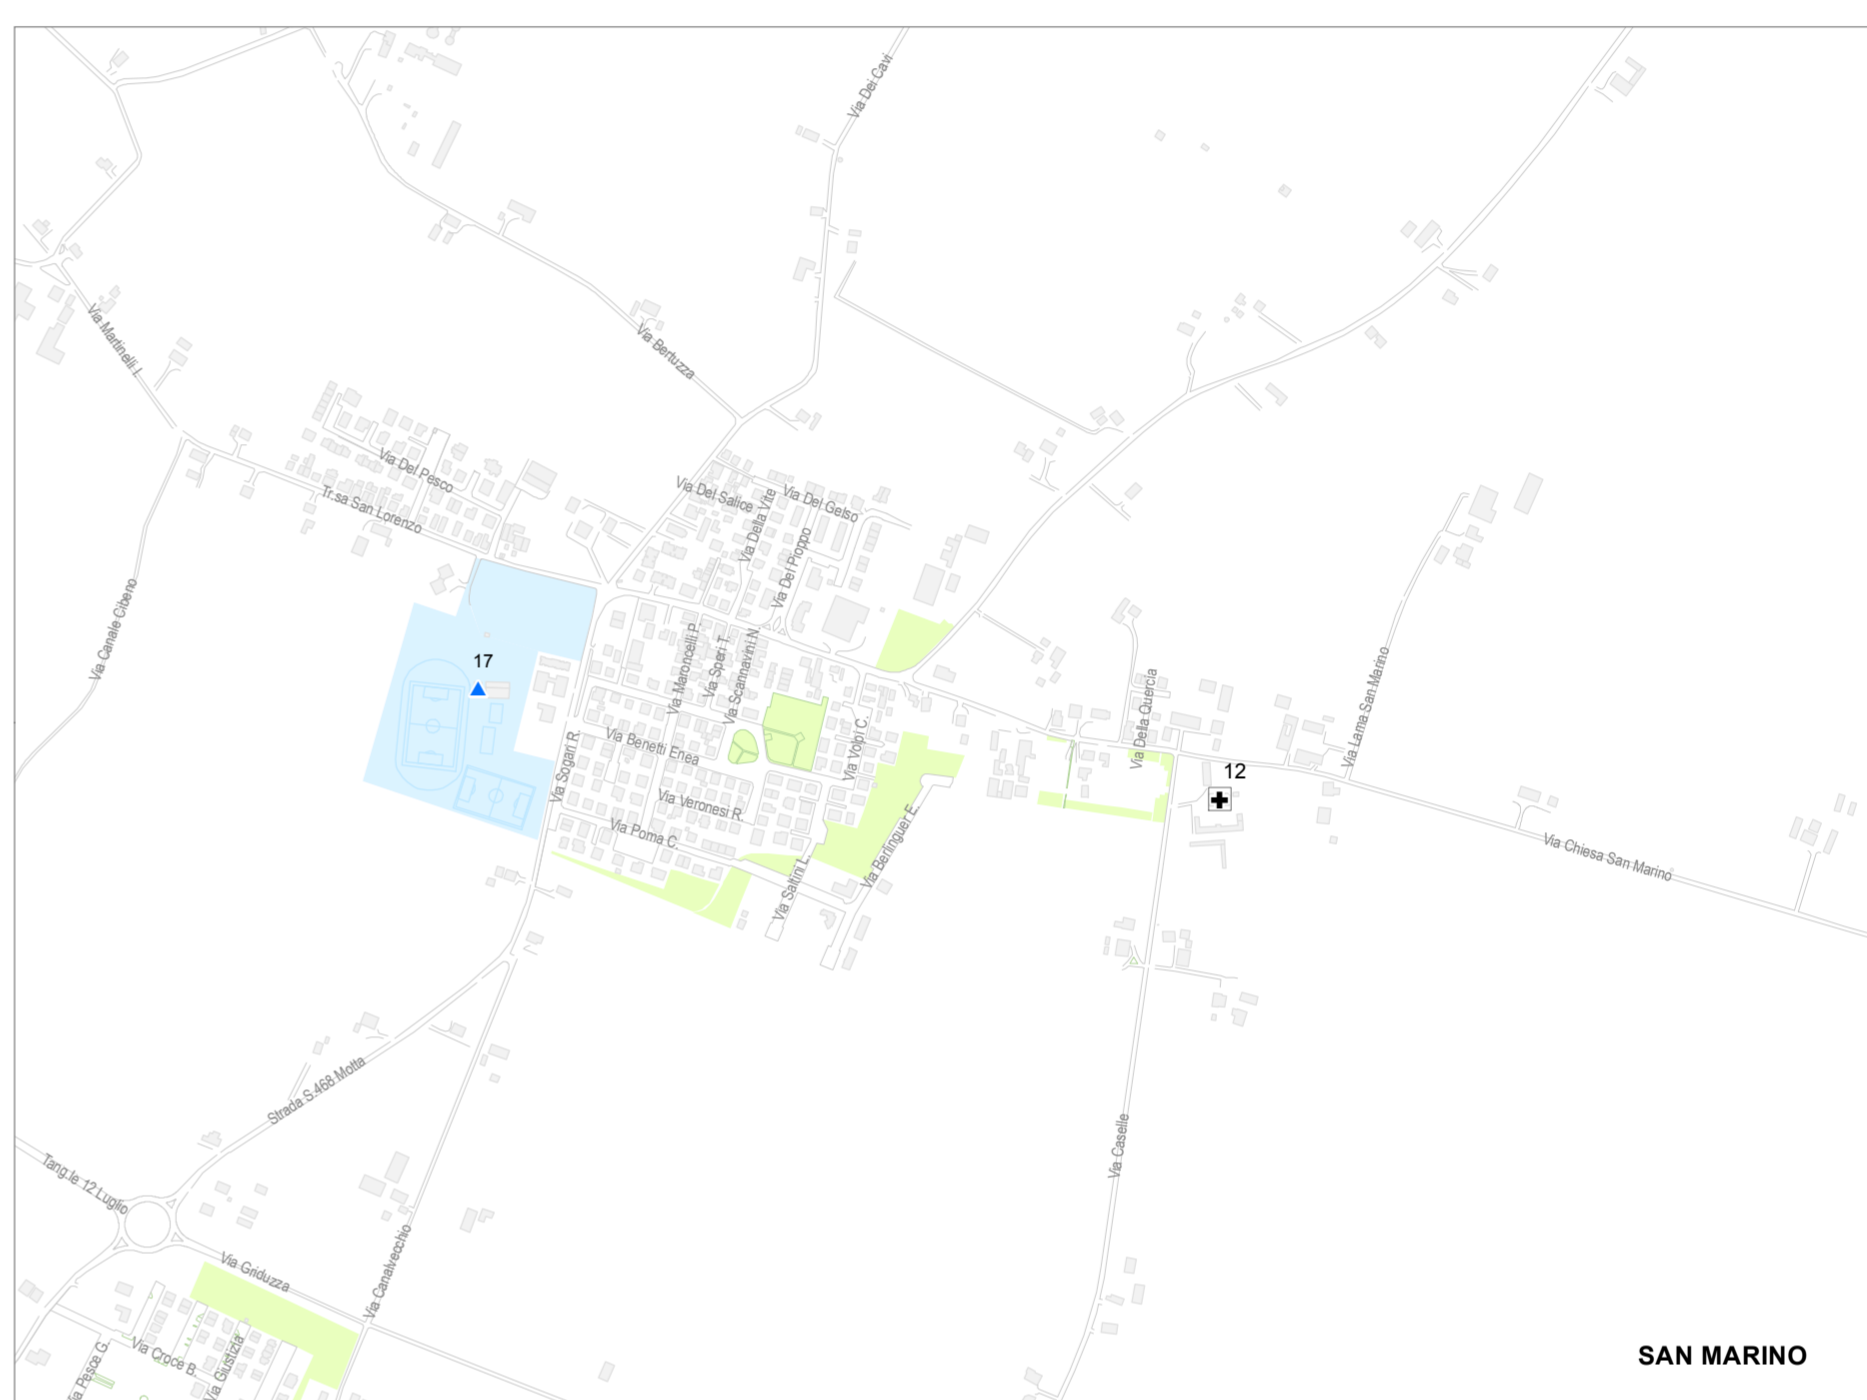 Via Dei Cavi
Via Martinelli I.
Via Bertuzza
Via Del Pesco
Via Del Salice
Via Della Vite
Via Del Gelso
Tr.sa San Lorenzo
Via Del Pioppo
Via Canale Cibeno
17
Via Maroncelli P.
Via Speri T.
Via Scannavini N.
Via Della Quercia
Via Lama San Marino
Via Sogari R.
Via Benetti Enea
Via Volpi C.
12
Via Veronesi R.
Via Poma C.
Via Berlinguer E.
Via Saltini L.
Via Chiesa San Marino
Strada S.468 Motta
Via Caselle
Tang.le 12 Luglio
Via Griduzza
Via Canalvecchio
Via Croce B.
Via Giustizia
ia Pesca G.
SAN MARINO